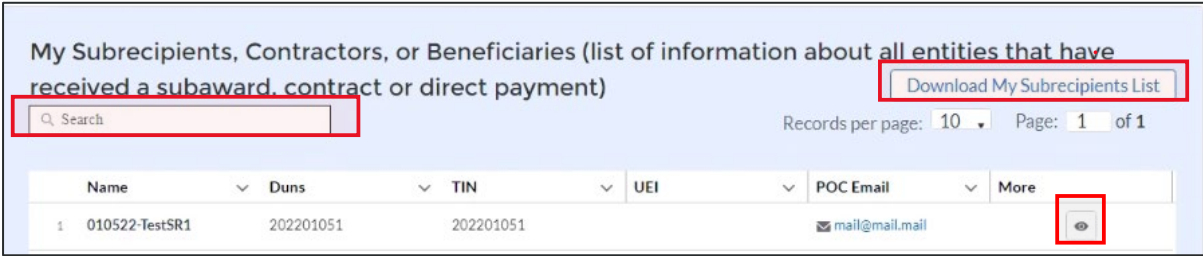 My Subrecipients, Contractors, or Beneficiaries (list of information about all entities that have
received a subaward, contract or direct payment)
Download My Subrecipients List
Search
Records per page: 10 Page: 1 of 1
Name Duns TIN UEI POC Email More
1 010522-TestSR1 202201051 202201051 mail@mail.mail